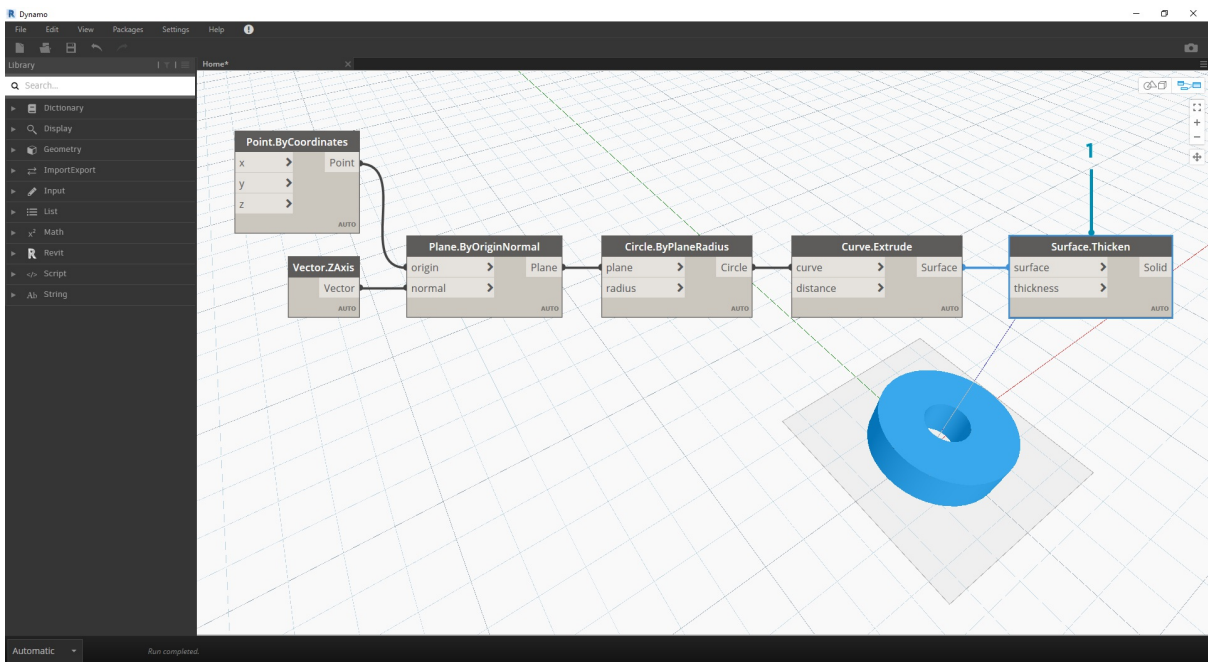 R Dynamo
File Edit View Packages Settings Help !
Library
Home*
Search...
Dictionary
Display
Geometry
ImportExport
Input
List
x² Math
R Revit
</> Script
Ab String
1
Point.ByCoordinates
x > Point
y >
z >
AUTO
Vector.ZAxis
Vector
AUTO
Plane.ByOriginNormal
origin > Plane
normal >
AUTO
Circle.ByPlaneRadius
plane > Circle
radius >
AUTO
Curve.Extrude
curve > Surface
distance >
AUTO
Surface.Thicken
surface > Solid
thickness >
AUTO
Automatic Run completed.